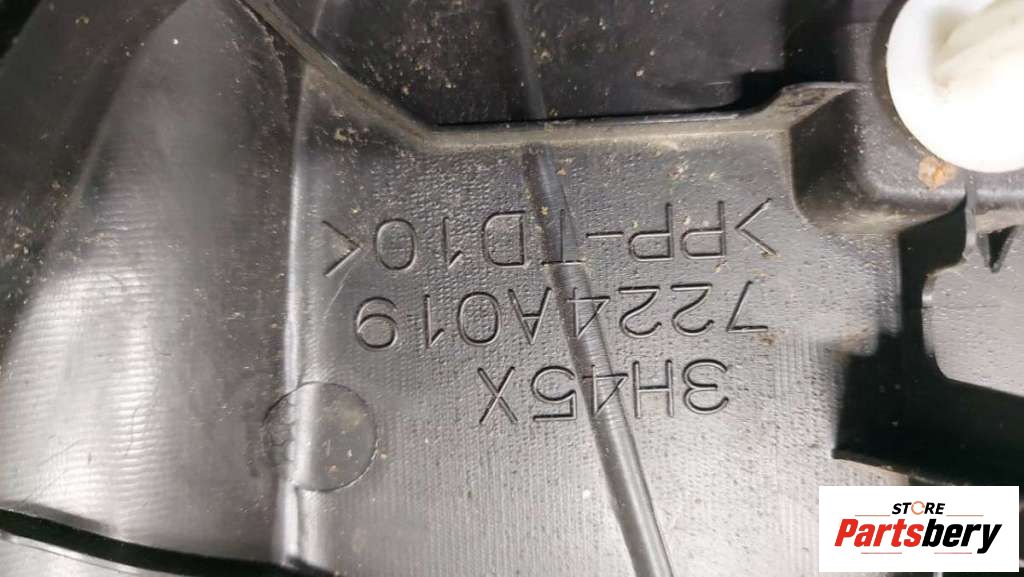 3H45X
7224A019
>PP-TD10<
STORE
Partsbery